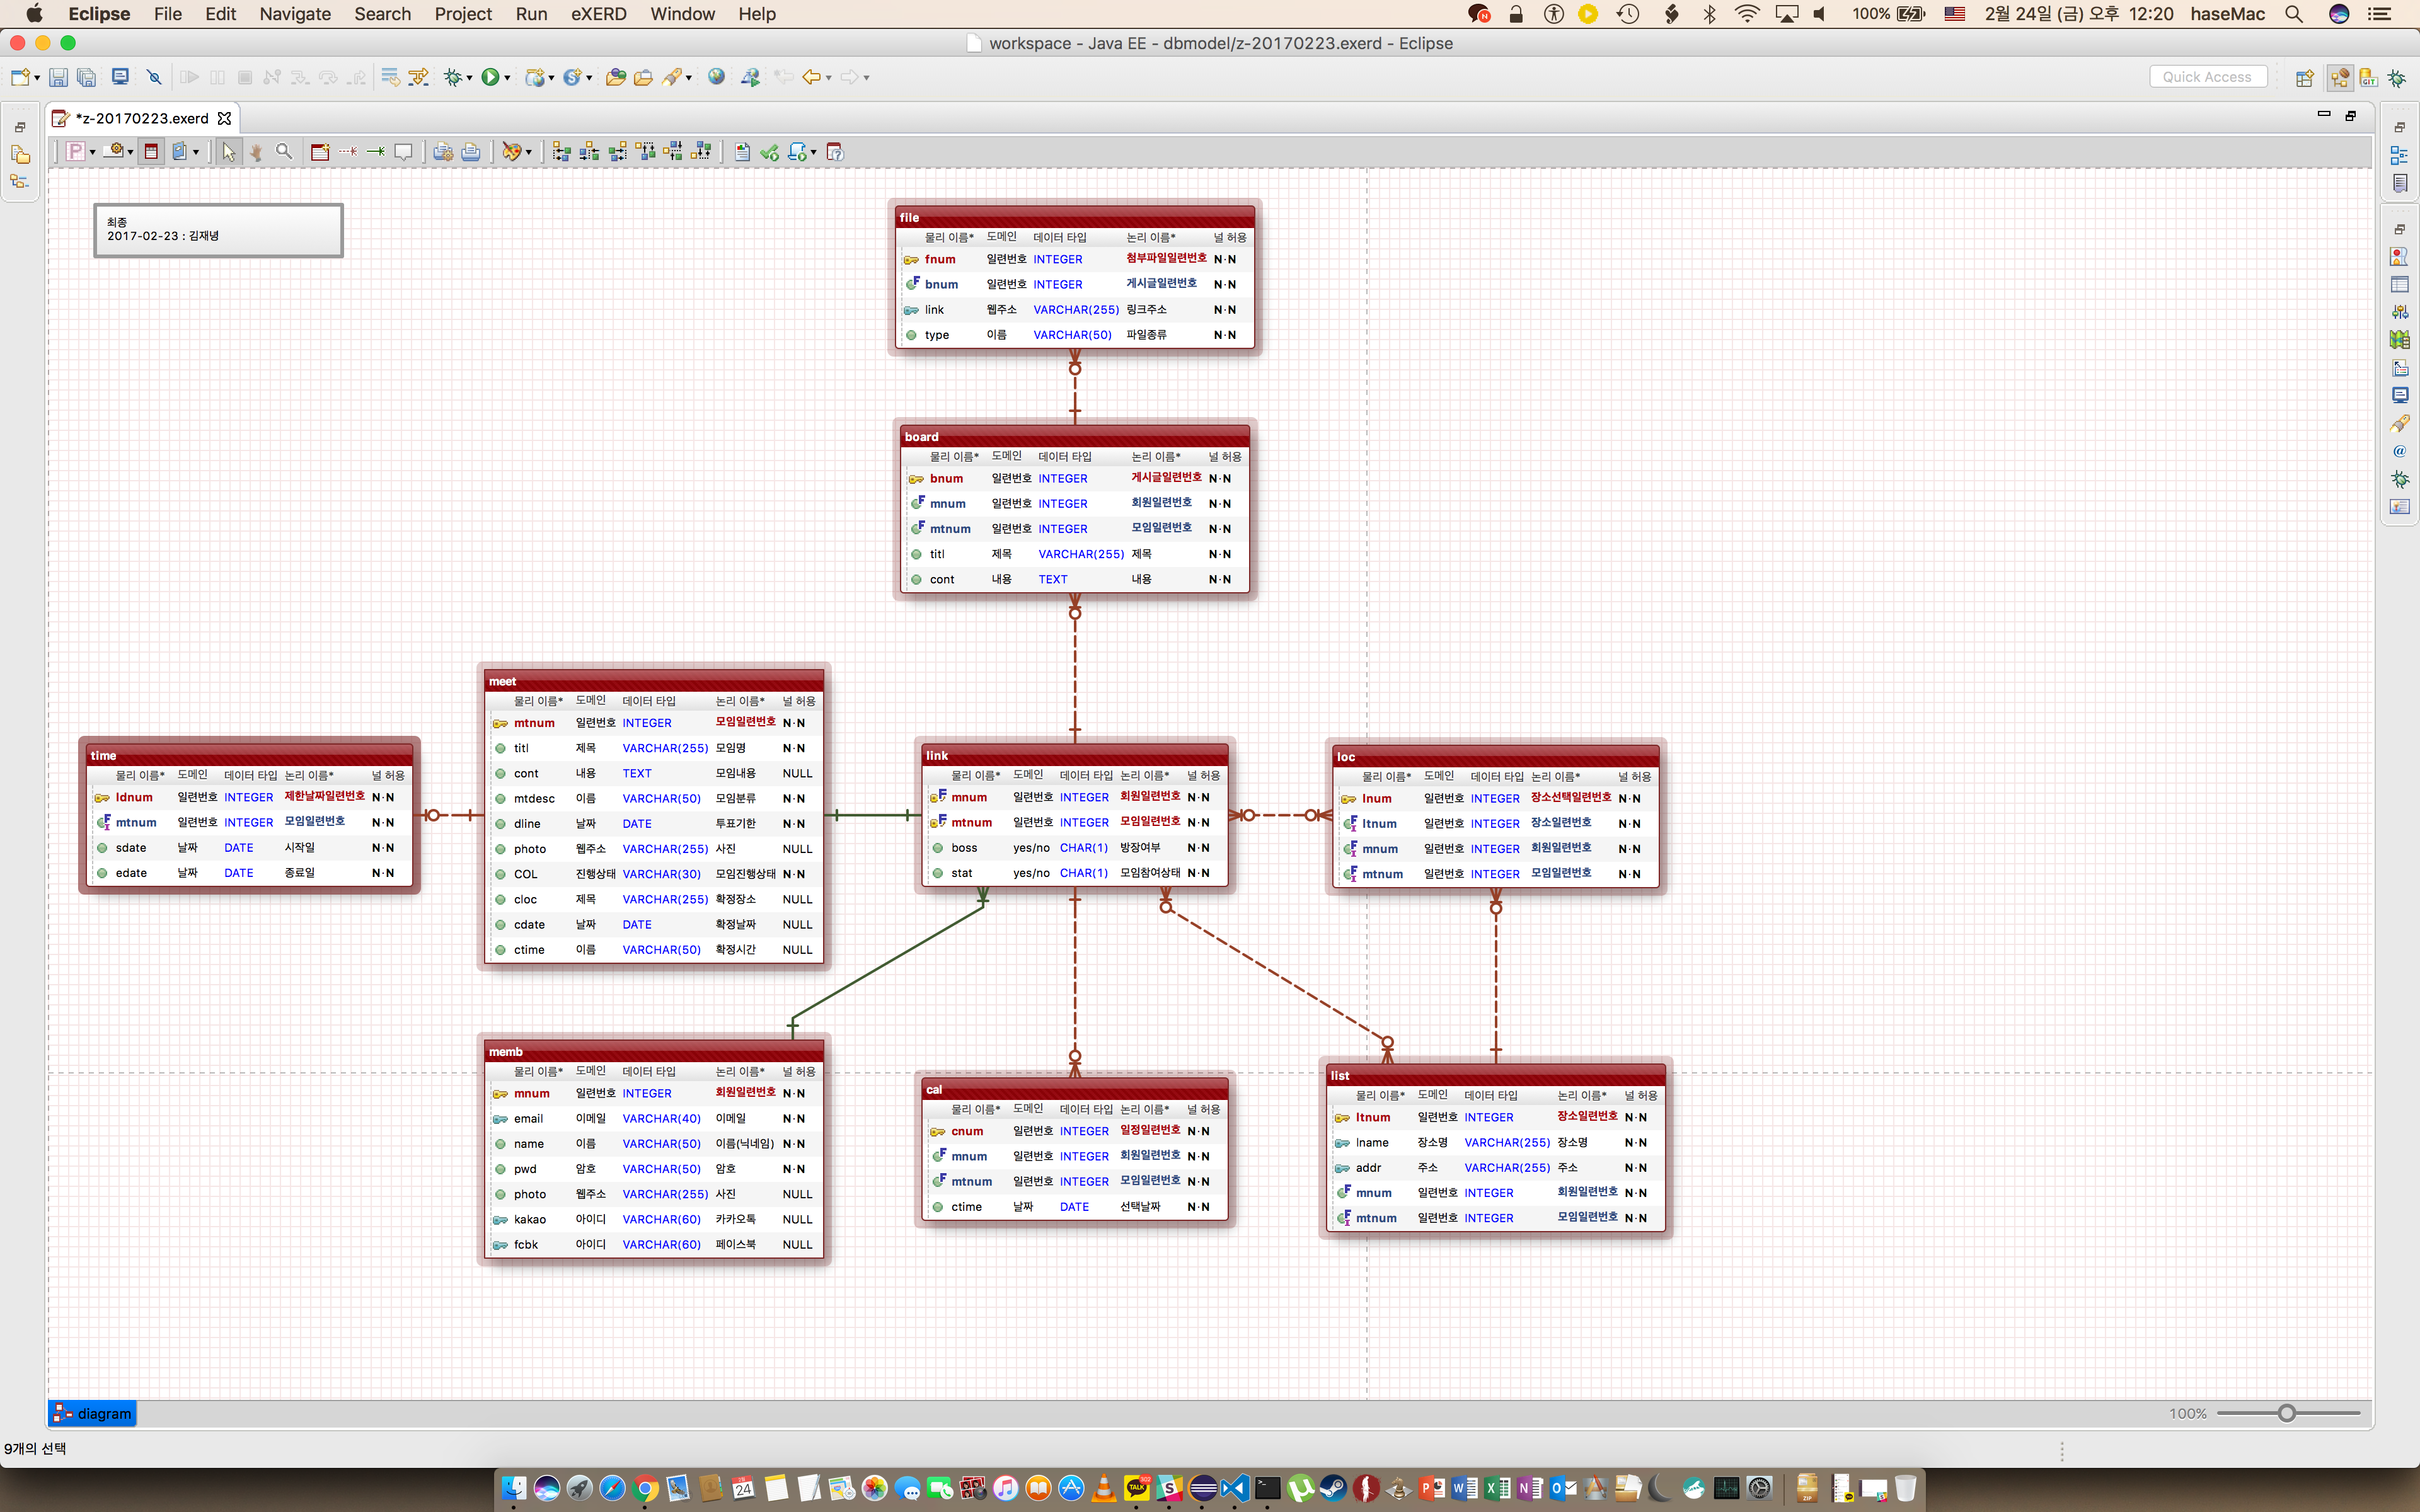 Eclipse File Edit Navigate Search Project Run eXERD Window Help 100% 2월 24일 (금) 오후 12:20 haseMac
workspace - Java EE - dbmodel/z-20170223.exerd - Eclipse
Quick Access
*z-20170223.exerd
최종
2017-02-23 : 김재녕
file
물리 이름* 도메인 데이터 타입 논리 이름* 널 허용
fnum 일련번호 INTEGER 첨부파일일련번호 N·N
bnum 일련번호 INTEGER 게시글일련번호 N·N
link 웹주소 VARCHAR(255) 링크주소 N·N
type 이름 VARCHAR(50) 파일종류 N·N
board
물리 이름* 도메인 데이터 타입 논리 이름* 널 허용
bnum 일련번호 INTEGER 게시글일련번호 N·N
mnum 일련번호 INTEGER 회원일련번호 N·N
mtnum 일련번호 INTEGER 모임일련번호 N·N
titl 제목 VARCHAR(255) 제목 N·N
cont 내용 TEXT 내용 N·N
meet
물리 이름* 도메인 데이터 타입 논리 이름* 널 허용
mtnum 일련번호 INTEGER 모임일련번호 N·N
titl 제목 VARCHAR(255) 모임명 N·N
cont 내용 TEXT 모임내용 NULL
mtdesc 이름 VARCHAR(50) 모임분류 N·N
dline 날짜 DATE 투표기한 N·N
photo 웹주소 VARCHAR(255) 사진 NULL
COL 진행상태 VARCHAR(30) 모임진행상태 N·N
cloc 제목 VARCHAR(255) 확정장소 NULL
cdate 날짜 DATE 확정날짜 NULL
ctime 이름 VARCHAR(50) 확정시간 NULL
time
물리 이름* 도메인 데이터 타입 논리 이름* 널 허용
ldnum 일련번호 INTEGER 제한날짜일련번호 N·N
mtnum 일련번호 INTEGER 모임일련번호 N·N
sdate 날짜 DATE 시작일 N·N
edate 날짜 DATE 종료일 N·N
link
물리 이름* 도메인 데이터 타입 논리 이름* 널 허용
mnum 일련번호 INTEGER 회원일련번호 N·N
mtnum 일련번호 INTEGER 모임일련번호 N·N
boss yes/no CHAR(1) 방장여부 N·N
stat yes/no CHAR(1) 모임참여상태 N·N
loc
물리 이름* 도메인 데이터 타입 논리 이름* 널 허용
lnum 일련번호 INTEGER 장소선택일련번호 N·N
ltnum 일련번호 INTEGER 장소일련번호 N·N
mnum 일련번호 INTEGER 회원일련번호 N·N
mtnum 일련번호 INTEGER 모임일련번호 N·N
memb
물리 이름* 도메인 데이터 타입 논리 이름* 널 허용
mnum 일련번호 INTEGER 회원일련번호 N·N
email 이메일 VARCHAR(40) 이메일 N·N
name 이름 VARCHAR(50) 이름(닉네임) N·N
pwd 암호 VARCHAR(50) 암호 N·N
photo 웹주소 VARCHAR(255) 사진 NULL
kakao 아이디 VARCHAR(60) 카카오톡 NULL
fcbk 아이디 VARCHAR(60) 페이스북 NULL
cal
물리 이름* 도메인 데이터 타입 논리 이름* 널 허용
cnum 일련번호 INTEGER 일정일련번호 N·N
mnum 일련번호 INTEGER 회원일련번호 N·N
mtnum 일련번호 INTEGER 모임일련번호 N·N
ctime 날짜 DATE 선택날짜 N·N
list
물리 이름* 도메인 데이터 타입 논리 이름* 널 허용
ltnum 일련번호 INTEGER 장소일련번호 N·N
lname 장소명 VARCHAR(255) 장소명 N·N
addr 주소 VARCHAR(255) 주소 N·N
mnum 일련번호 INTEGER 회원일련번호 N·N
mtnum 일련번호 INTEGER 모임일련번호 N·N
diagram
100%
9개의 선택